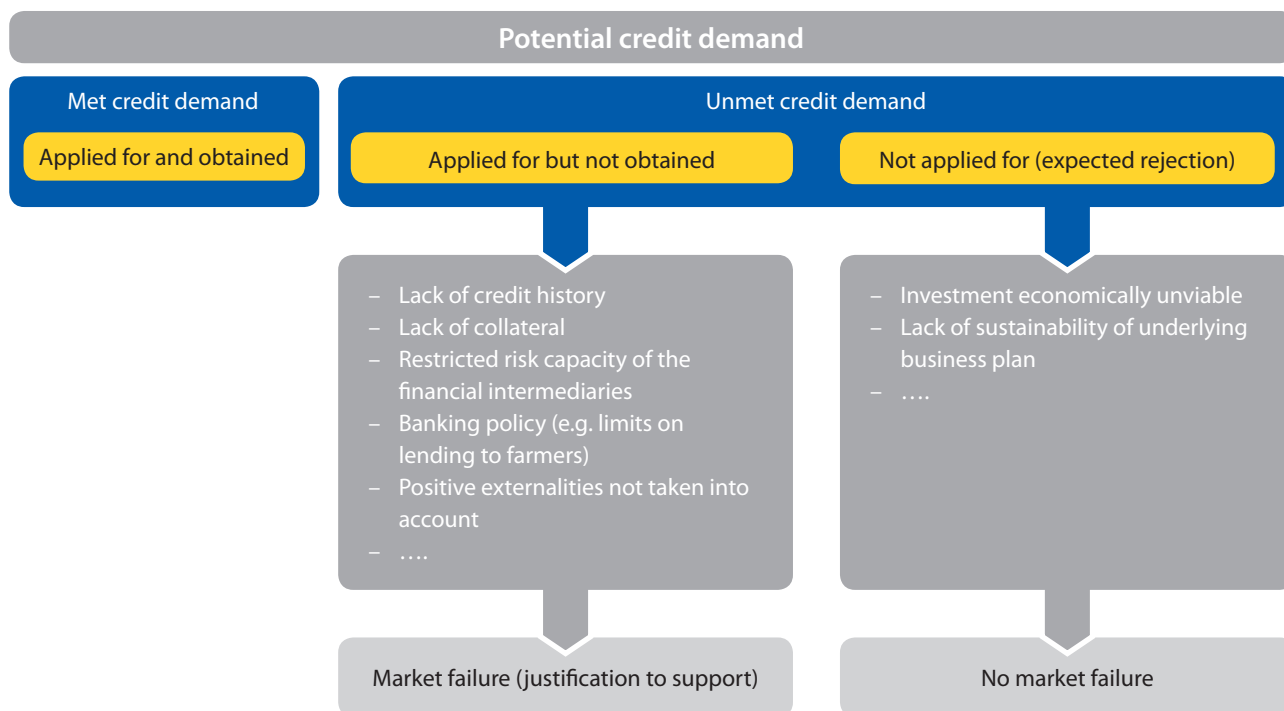 Potential credit demand
Met credit demand
Applied for and obtained
Unmet credit demand
Applied for but not obtained
Not applied for (expected rejection)
– Lack of credit history
– Lack of collateral
– Restricted risk capacity of the
financial intermediaries
– Banking policy (e.g. limits on
lending to farmers)
– Positive externalities not taken into
account
– ….
– Investment economically unviable
– Lack of sustainability of underlying
business plan
– ….
Market failure (justification to support)
No market failure